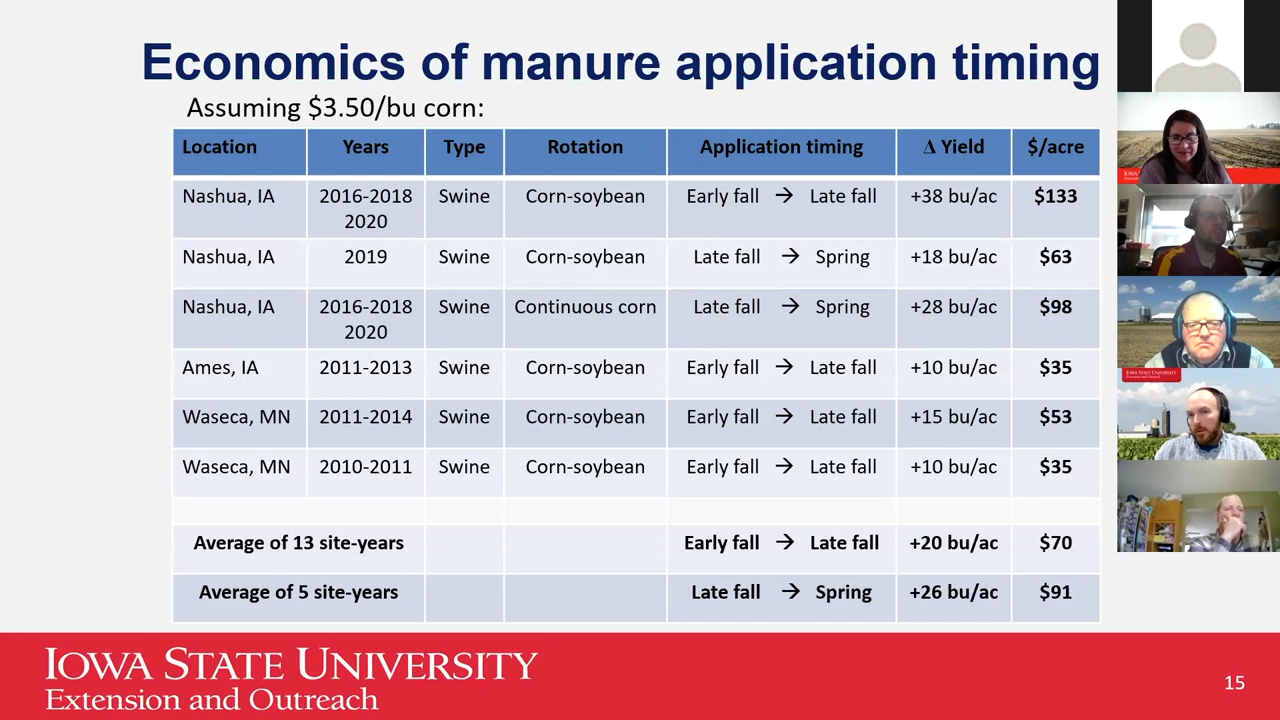 Economics of manure application timing
Assuming $3.50/bu corn:
Location Years Type Rotation Application timing Δ Yield $/acre
Nashua, IA 2016-2018 Swine Corn-soybean Early fall → Late fall +38 bu/ac $133
2020
Nashua, IA 2019 Swine Corn-soybean Late fall → Spring +18 bu/ac $63
Nashua, IA 2016-2018 Swine Continuous corn Late fall → Spring +28 bu/ac $98
2020
Ames, IA 2011-2013 Swine Corn-soybean Early fall → Late fall +10 bu/ac $35
Waseca, MN 2011-2014 Swine Corn-soybean Early fall → Late fall +15 bu/ac $53
Waseca, MN 2010-2011 Swine Corn-soybean Early fall → Late fall +10 bu/ac $35
Average of 13 site-years Early fall → Late fall +20 bu/ac $70
Average of 5 site-years Late fall → Spring +26 bu/ac $91
IOWA STATE UNIVERSITY
Extension and Outreach
15
IOWA STATE UNIVERSITY
Extension and Outreach